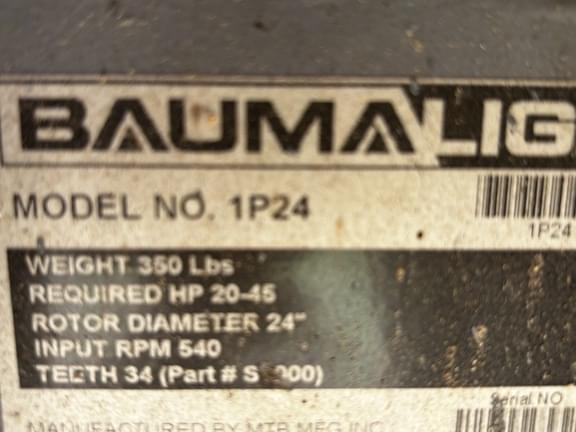 BAUMALIG
MODEL NO. 1P24
1P24
WEIGHT 350 Lbs
REQUIRED HP 20-45
ROTOR DIAMETER 24"
INPUT RPM 540
TEETH 34 (Part # S 000)
Serial NO
MANUFACTURED BY MTB MFG INC